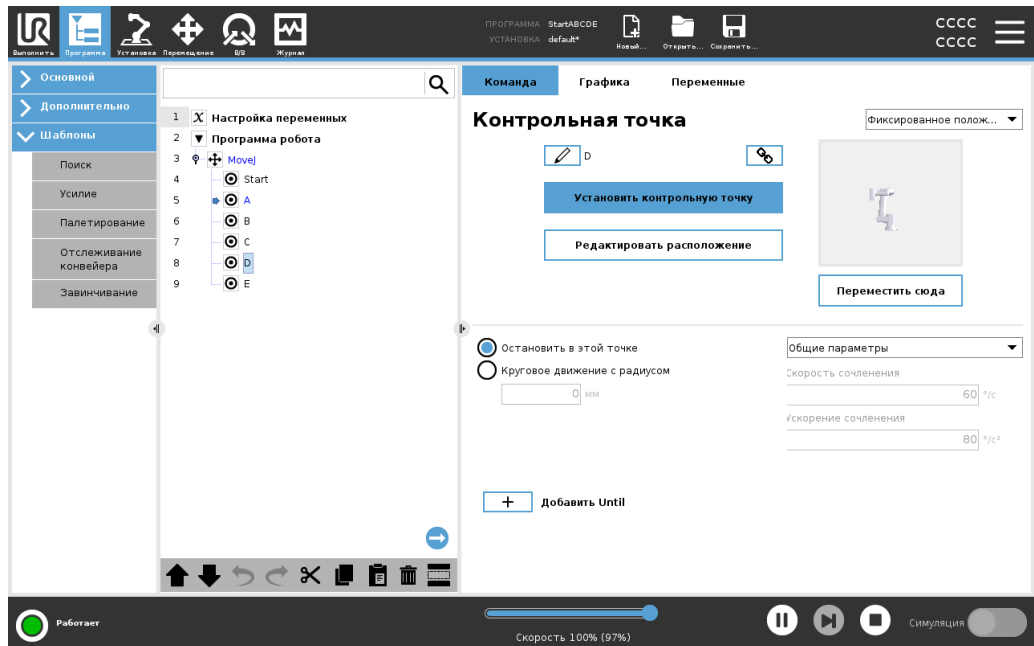 UR
ПРОГРАММА StartABCDE
УСТАНОВКА default*
Выполнить Программа Установка Перемещение В/В Журнал
Новый... Открыть... Сохранить...
CCCC
CCCC
Основной
Дополнительно
Шаблоны
Поиск
Усилие
Палетирование
Отслеживание
конвейера
Завинчивание
1 X Настройка переменных
2 Программа робота
3 MoveJ
4 Start
5 A
6 B
7 C
8 D
9 E
Команда Графика Переменные
Контрольная точка
Фиксированное полож...
D
Установить контрольную точку
Редактировать расположение
Переместить сюда
Остановить в этой точке
Круговое движение с радиусом
0 мм
Общие параметры
Скорость сочленения
60 °/с
Ускорение сочленения
80 °/с²
+ Добавить Until
Работает
Скорость 100% (97%)
Симуляция